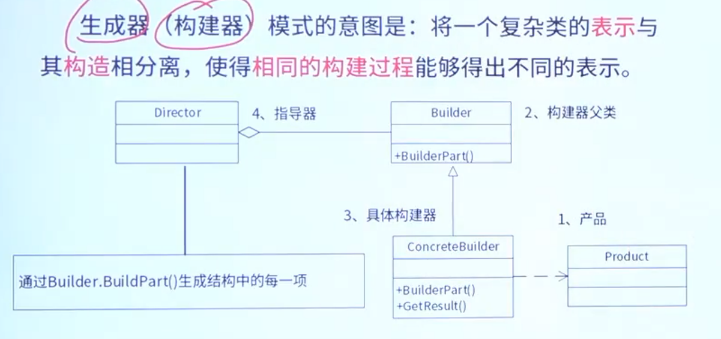 生成器（构建器）模式的意图是：将一个复杂类的表示与
其构造相分离，使得相同的构建过程能够得出不同的表示。
Director
4、指导器
Builder
2、构建器父类
+BuilderPart()
3、具体构建器
1、产品
ConcreteBuilder
Product
通过Builder.BuildPart()生成结构中的每一项
+BuilderPart()
+GetResult()